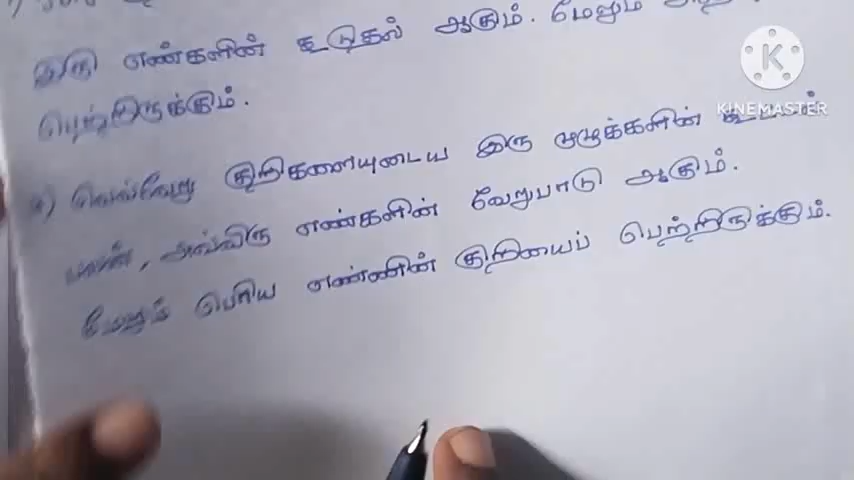 இரு எண்களின் கூடுதல் ஆகும். மேலும்
பெற்றிருக்கும்.
KINEMASTER
வெவ்வேறு குறிகளையுடைய இரு முழுக்களின்
அவ்விரு எண்களின் வேறுபாடு ஆகும்.
மேலும் பெரிய எண்ணின் குறியைப் பெற்றிருக்கும்.